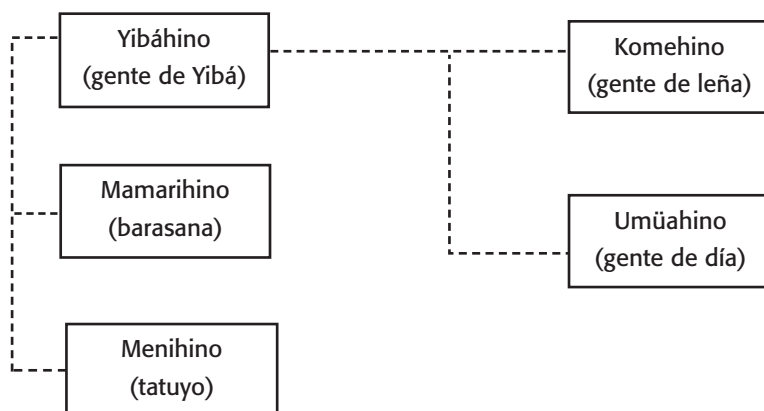 Yibáhino
(gente de Yibá)
Komehino
(gente de leña)
Mamarihino
(barasana)
Umüahino
(gente de día)
Menihino
(tatuyo)